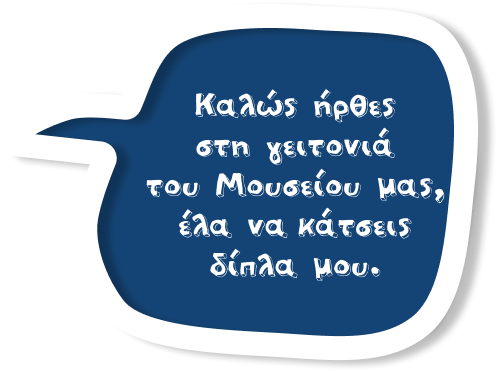 Καλώς ήρθες
στη γειτονιά
του Μουσείου μας,
έλα να κάτσεις
δίπλα μου.